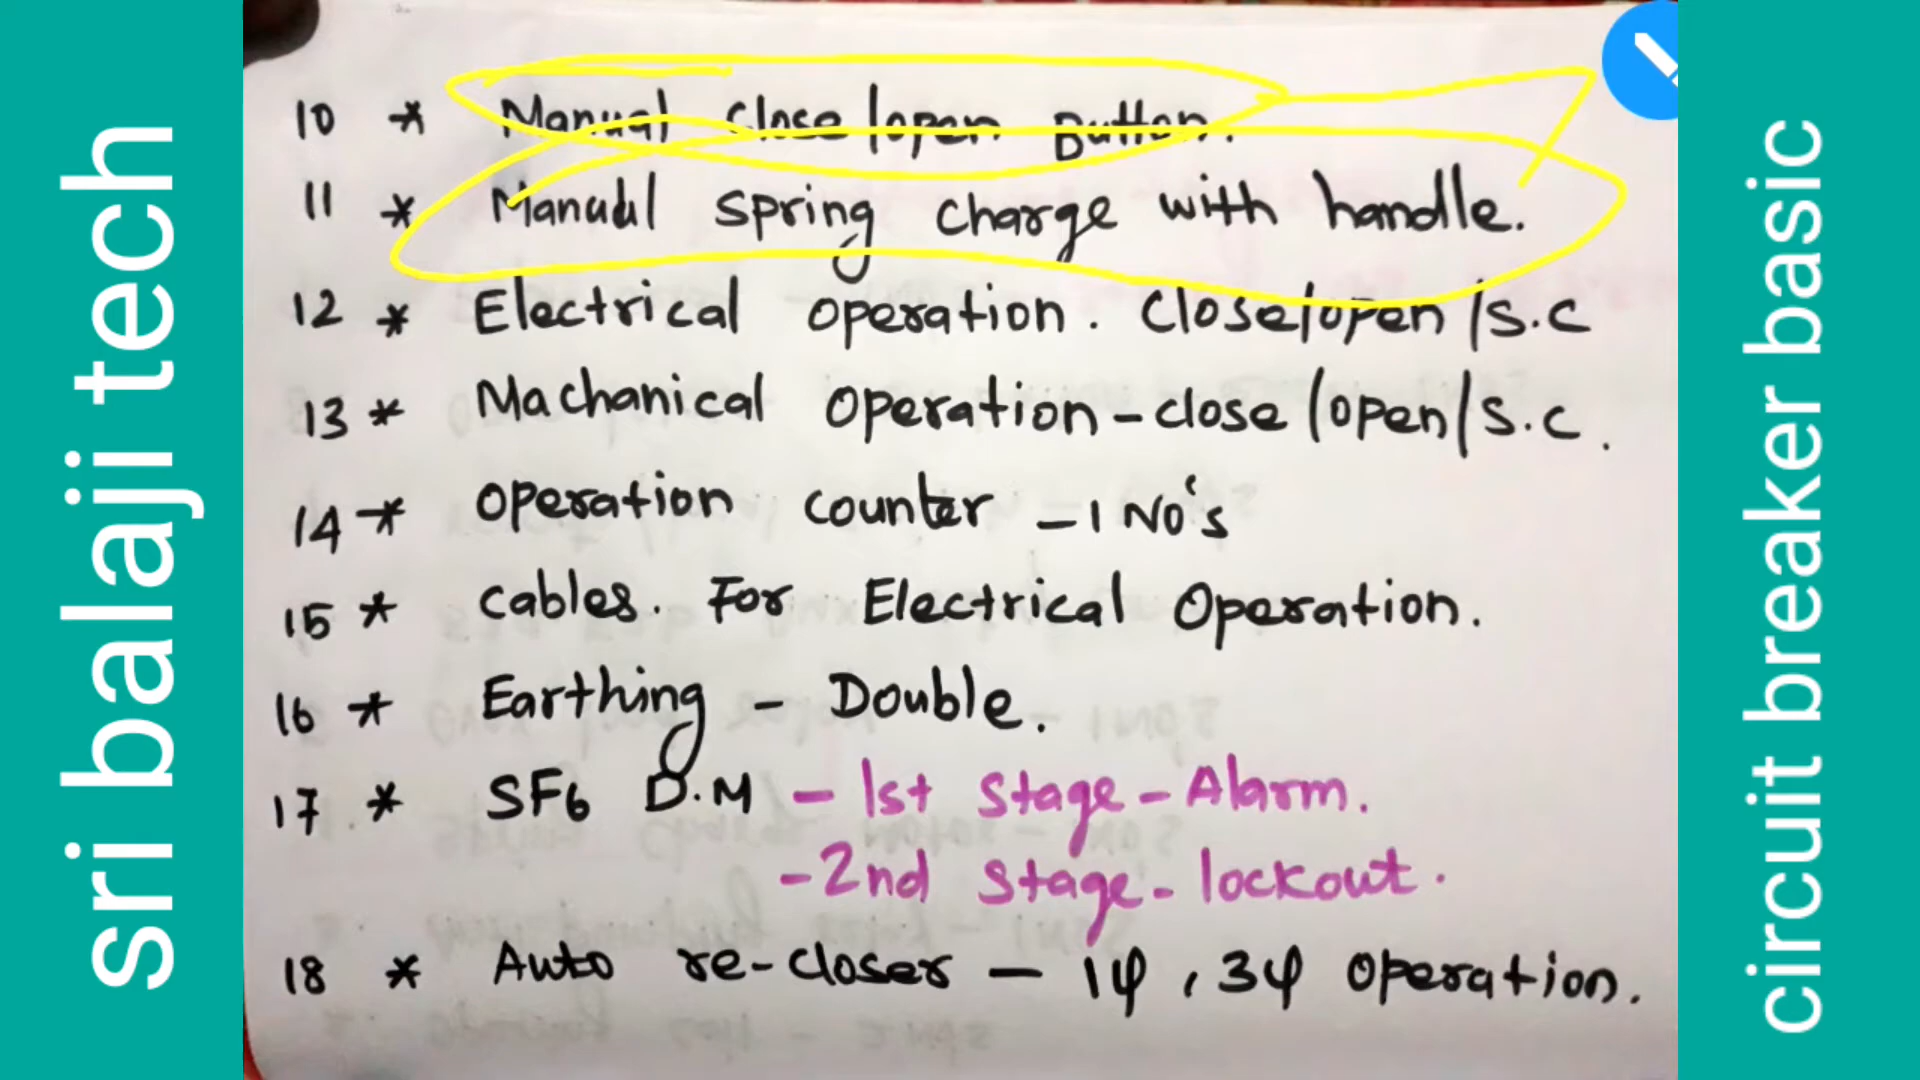 sri balaji tech
10 * Manual close/open Button.
11 * Manual spring charge with handle.
12 * Electrical operation. Close/open/s.c
13 * Machanical operation - close/open/s.c.
14 * operation counter - 1 No's
15 * cables. For Electrical Operation.
16 * Earthing - Double.
17 * SF6 D.M - 1st stage - Alarm.
- 2nd stage - lockout.
18 * Auto re-closer - 1φ, 3φ operation.
circuit breaker basic